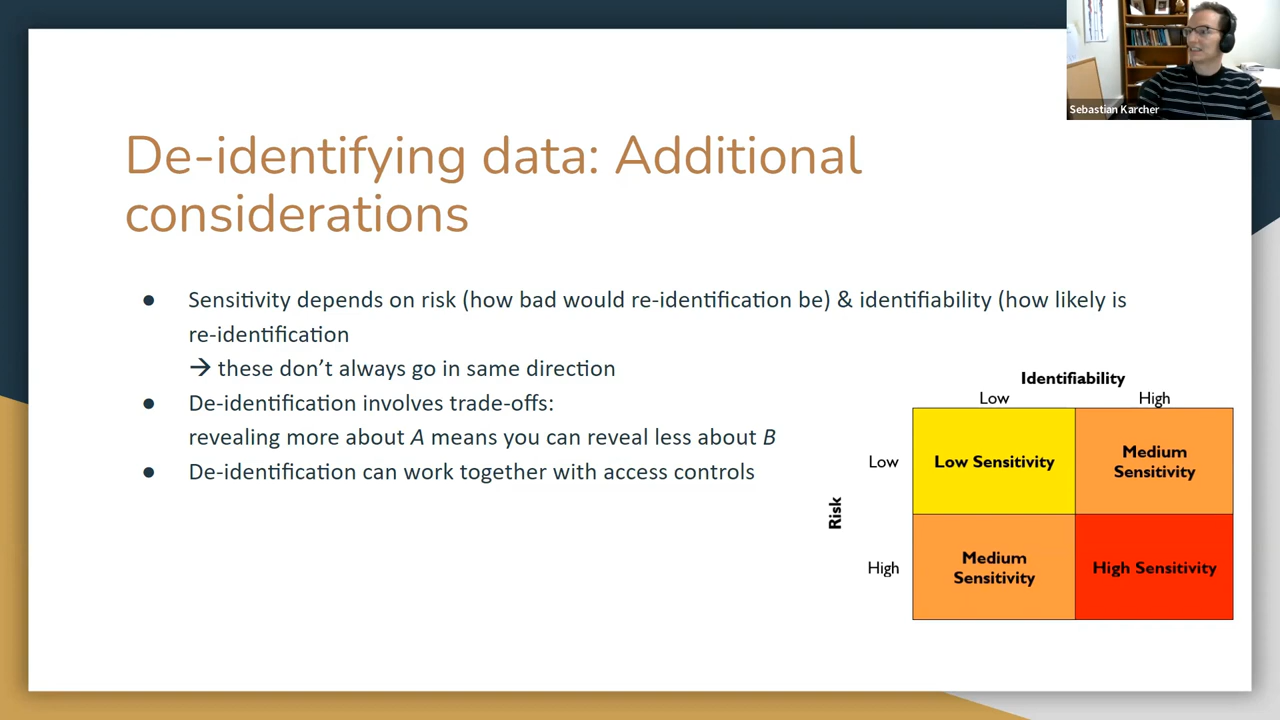 Sebastian Karcher
De-identifying data: Additional
considerations
● Sensitivity depends on risk (how bad would re-identification be) & identifiability (how likely is
re-identification
→ these don’t always go in same direction
● De-identification involves trade-offs:
revealing more about A means you can reveal less about B
● De-identification can work together with access controls
Identifiability
Low High
Low
Low Sensitivity
Medium
Sensitivity
Risk
High
Medium
Sensitivity
High Sensitivity